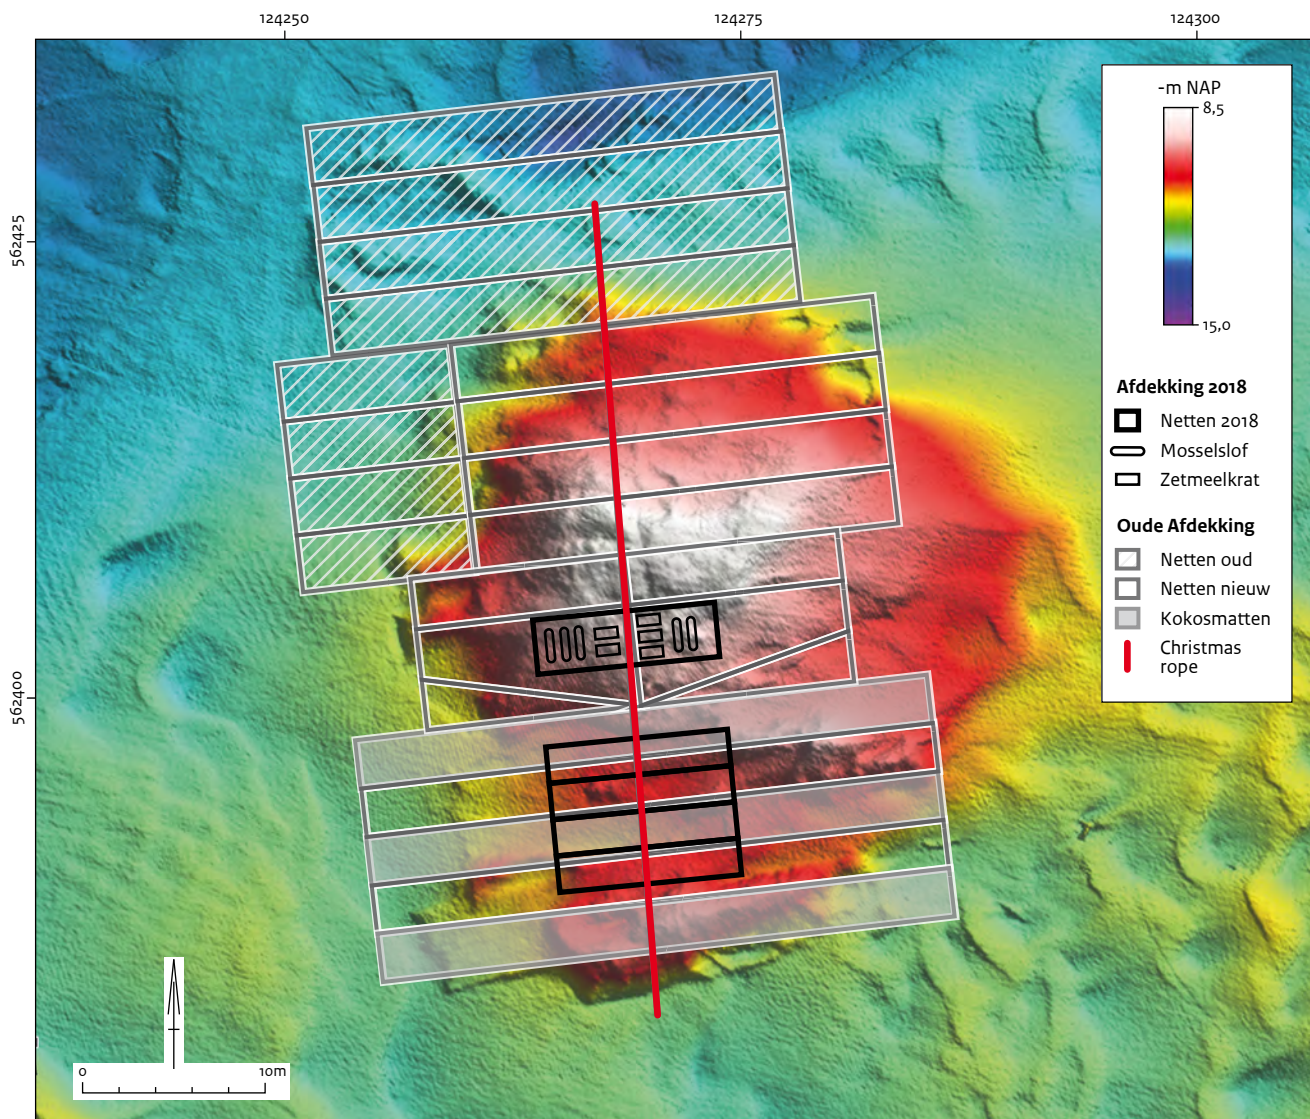 124250
124275
124300
562425
562400
-m NAP
8,5
15,0
Afdekking 2018
Netten 2018
Mosselslof
Zetmeelkrat
Oude Afdekking
Netten oud
Netten nieuw
Kokosmatten
Christmas
rope
0
10m